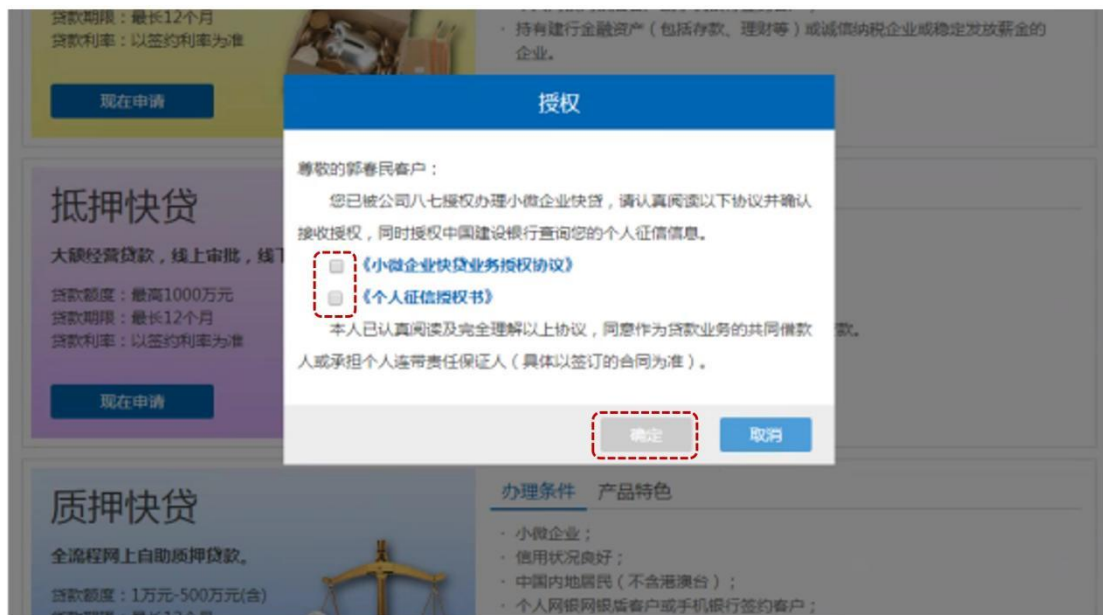 贷款期限：最长12个月
贷款利率：以签约利率为准
现在申请
持有建行金融资产（包括存款、理财等）或诚信纳税企业或稳定发放薪金的
企业。
授权
尊敬的郭春民客户：
您已被公司八七授权办理小微企业快贷，请认真阅读以下协议并确认
接收授权，同时授权中国建设银行查询您的个人征信信息。
《小微企业快贷业务授权协议》
《个人征信授权书》
本人已认真阅读及完全理解以上协议，同意作为贷款业务的共同借款
人或承担个人连带责任保证人（具体以签订的合同为准）。
确定
取消
抵押快贷
大额经营贷款，线上审批，线下
贷款额度：最高1000万元
贷款期限：最长12个月
贷款利率：以签约利率为准
现在申请
款。
质押快贷
全流程网上自助质押贷款。
贷款额度：1万元-500万元(含)
办理条件 产品特色
· 小微企业；
· 信用状况良好；
· 中国内地居民（不含港澳台）；
· 个人网银网银盾客户或手机银行签约客户；